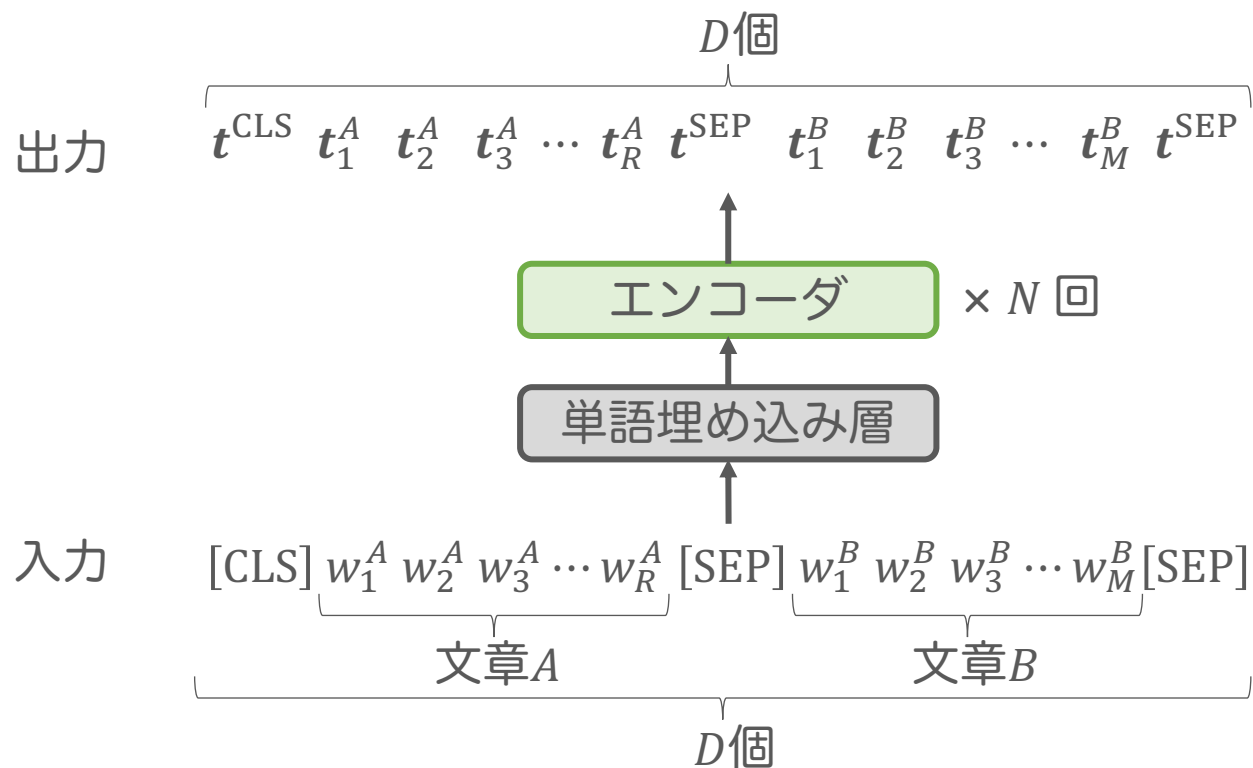 D個
出力 t^CLS t_1^A t_2^A t_3^A ⋯ t_R^A t^SEP t_1^B t_2^B t_3^B ⋯ t_M^B t^SEP
エンコーダ × N 回
単語埋め込み層
入力 [CLS] w_1^A w_2^A w_3^A ⋯ w_R^A [SEP] w_1^B w_2^B w_3^B ⋯ w_M^B [SEP]
文章A 文章B
D個